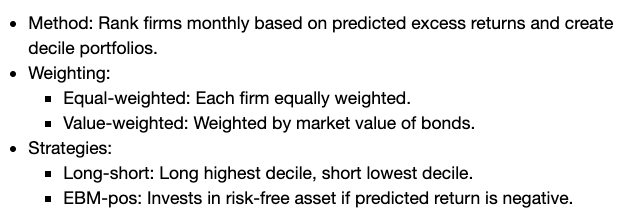 • Method: Rank firms monthly based on predicted excess returns and create
decile portfolios.
• Weighting:
▪ Equal-weighted: Each firm equally weighted.
▪ Value-weighted: Weighted by market value of bonds.
• Strategies:
▪ Long-short: Long highest decile, short lowest decile.
▪ EBM-pos: Invests in risk-free asset if predicted return is negative.